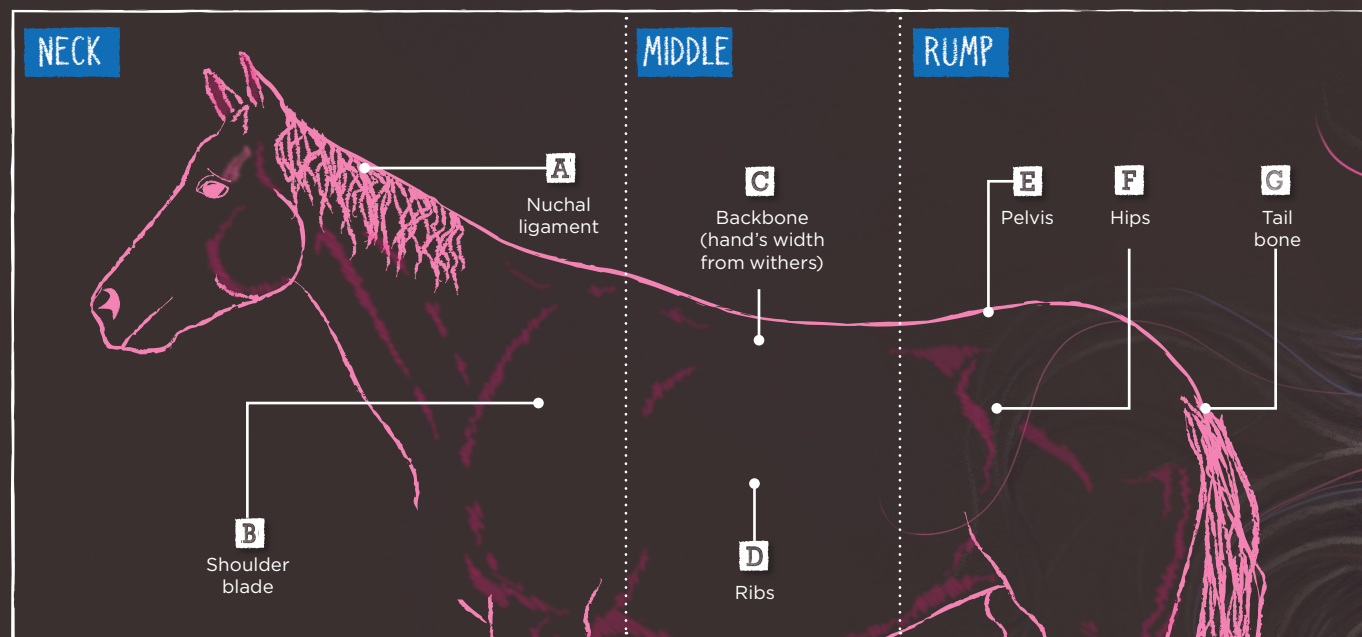 NECK
MIDDLE
RUMP
A
Nuchal
ligament
B
Shoulder
blade
C
Backbone
(hand's width
from withers)
D
Ribs
E
Pelvis
F
Hips
G
Tail
bone